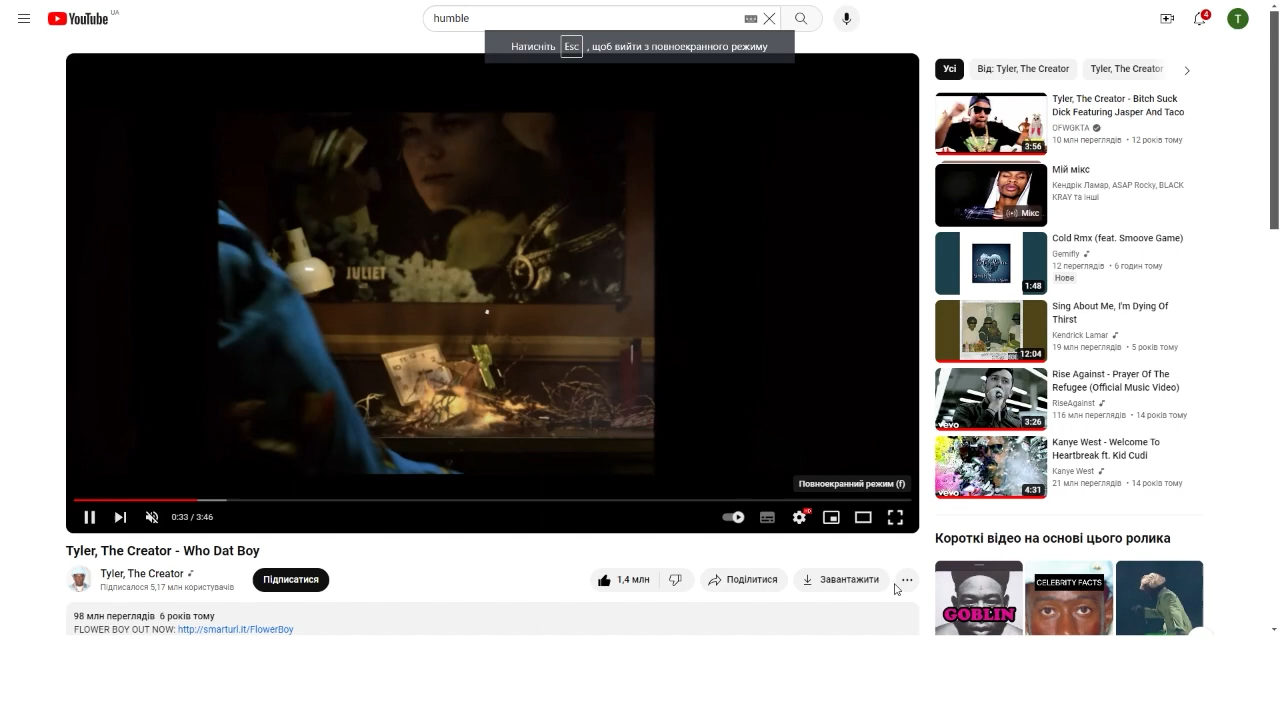 YouTube UA
humble
4
T
Натисніть Esc , щоб вийти з повноекранного режиму
JULIET
Повноекранний режим (f)
HD
0:33 / 3:46
Tyler, The Creator - Who Dat Boy
Tyler, The Creator
Підписалося 5,17 млн користувачів
Підписатися
1,4 млн
Поділитися
Завантажити
98 млн переглядів 6 років тому
FLOWER BOY OUT NOW: http://smarturl.it/FlowerBoy
Усі
Від: Tyler, The Creator
Tyler, The Creator
3:56
Tyler, The Creator - Bitch Suck
Dick Featuring Jasper And Taco
OFWGKTA
10 млн переглядів • 12 років тому
Мікс
Мій мікс
Кендрік Ламар, ASAP Rocky, BLACK
KRAY та інші
1:48
Cold Rmx (feat. Smoove Game)
Gemifly
12 переглядів • 6 годин тому
Нове
12:04
Sing About Me, I'm Dying Of
Thirst
Kendrick Lamar
19 млн переглядів • 5 років тому
vevo
3:26
Rise Against - Prayer Of The
Refugee (Official Music Video)
RiseAgainst
116 млн переглядів • 14 років тому
vevo
4:31
Kanye West - Welcome To
Heartbreak ft. Kid Cudi
Kanye West
21 млн переглядів • 14 років тому
Короткі відео на основі цього ролика
GOBLIN
CELEBRITY FACTS